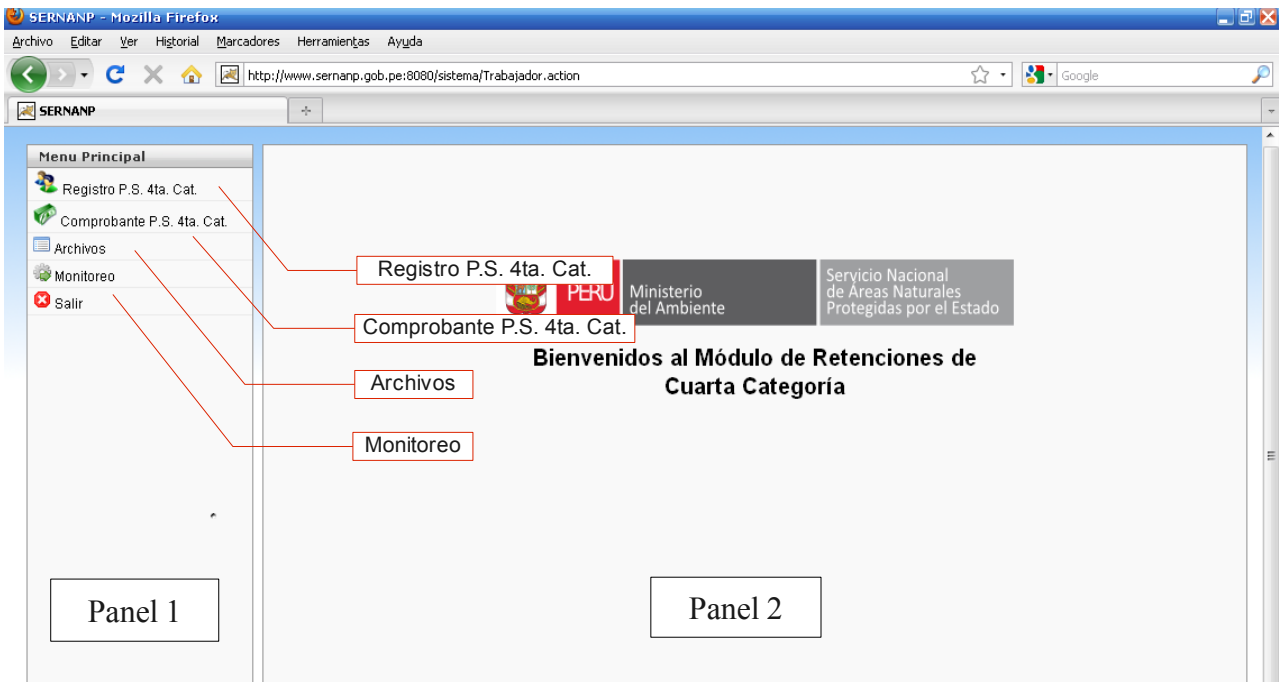 SERNANP - Mozilla Firefox
Archivo Editar Ver Historial Marcadores Herramientas Ayuda
http://www.sernanp.gob.pe:8080/sistema/Trabajador.action
Google
SERNANP
Menu Principal
Registro P.S. 4ta. Cat.
Comprobante P.S. 4ta. Cat.
Archivos
Monitoreo
Salir
Registro P.S. 4ta. Cat.
PERÚ
Ministerio
del Ambiente
Servicio Nacional
de Áreas Naturales
Protegidas por el Estado
Comprobante P.S. 4ta. Cat.
Bienvenidos al Módulo de Retenciones de
Cuarta Categoría
Archivos
Monitoreo
Panel 1
Panel 2